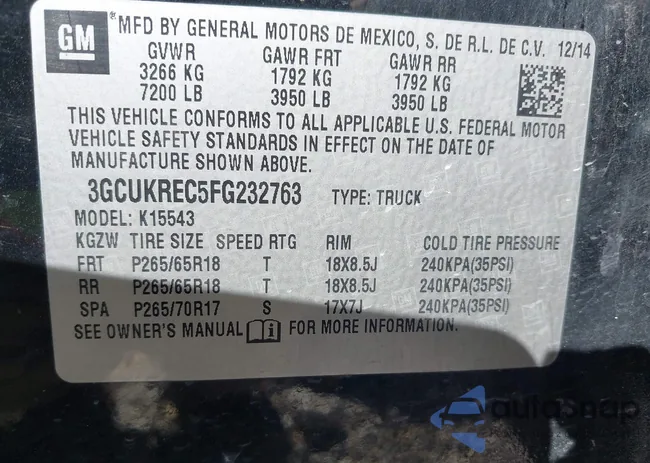 GM
MFD BY GENERAL MOTORS DE MEXICO, S. DE R.L. DE C.V. 12/14
GVWR GAWR FRT GAWR RR
3266 KG 1792 KG 1792 KG
7200 LB 3950 LB 3950 LB
THIS VEHICLE CONFORMS TO ALL APPLICABLE U.S. FEDERAL MOTOR
VEHICLE SAFETY STANDARDS IN EFFECT ON THE DATE OF
MANUFACTURE SHOWN ABOVE.
3GCUKREC5FG232763 TYPE: TRUCK
MODEL: K15543
KGZW TIRE SIZE SPEED RTG RIM COLD TIRE PRESSURE
FRT P265/65R18 T 18X8.5J 240KPA(35PSI)
RR P265/65R18 T 18X8.5J 240KPA(35PSI)
SPA P265/70R17 S 17X7J 240KPA(35PSI)
SEE OWNER'S MANUAL FOR MORE INFORMATION.
autosnap